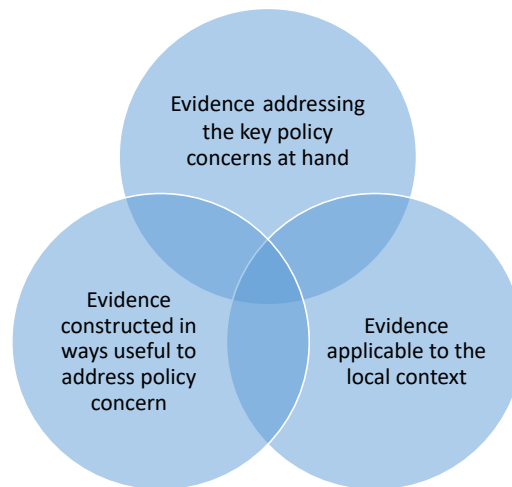 Evidence addressing
the key policy
concerns at hand
Evidence
constructed in
ways useful to
address policy
concern
Evidence
applicable to the
local context